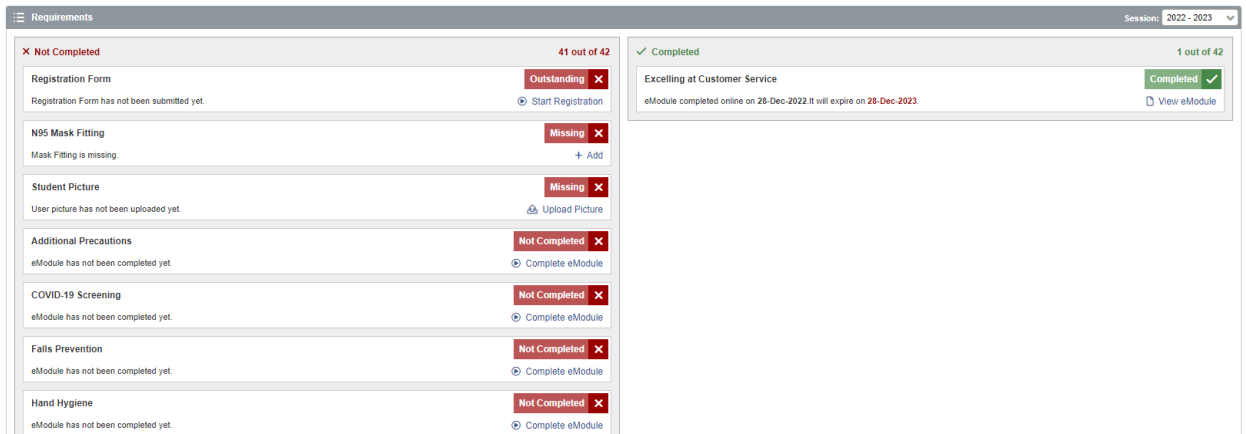 Requirements
Session: 2022 - 2023
Not Completed 41 out of 42
Registration Form Outstanding
Registration Form has not been submitted yet. Start Registration
N95 Mask Fitting Missing
Mask Fitting is missing. + Add
Student Picture Missing
User picture has not been uploaded yet. Upload Picture
Additional Precautions Not Completed
eModule has not been completed yet. Complete eModule
COVID-19 Screening Not Completed
eModule has not been completed yet. Complete eModule
Falls Prevention Not Completed
eModule has not been completed yet. Complete eModule
Hand Hygiene Not Completed
eModule has not been completed yet. Complete eModule
Completed 1 out of 42
Excelling at Customer Service Completed
eModule completed online on 28-Dec-2022.It will expire on 28-Dec-2023. View eModule